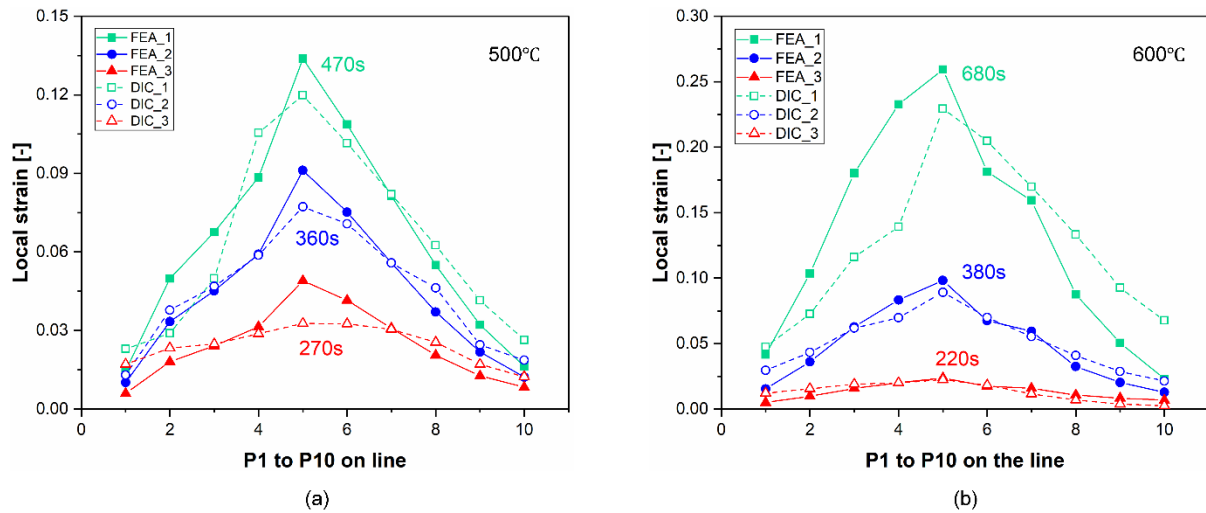 0.15
0.12
0.09
0.06
0.03
0.00
Local strain [-]
FEA_1
FEA_2
FEA_3
DIC_1
DIC_2
DIC_3
500℃
470s
360s
270s
0 2 4 6 8 10
P1 to P10 on line
(a)
0.30
0.25
0.20
0.15
0.10
0.05
0.00
Local strain [-]
FEA_1
FEA_2
FEA_3
DIC_1
DIC_2
DIC_3
600℃
680s
380s
220s
0 2 4 6 8 10
P1 to P10 on the line
(b)